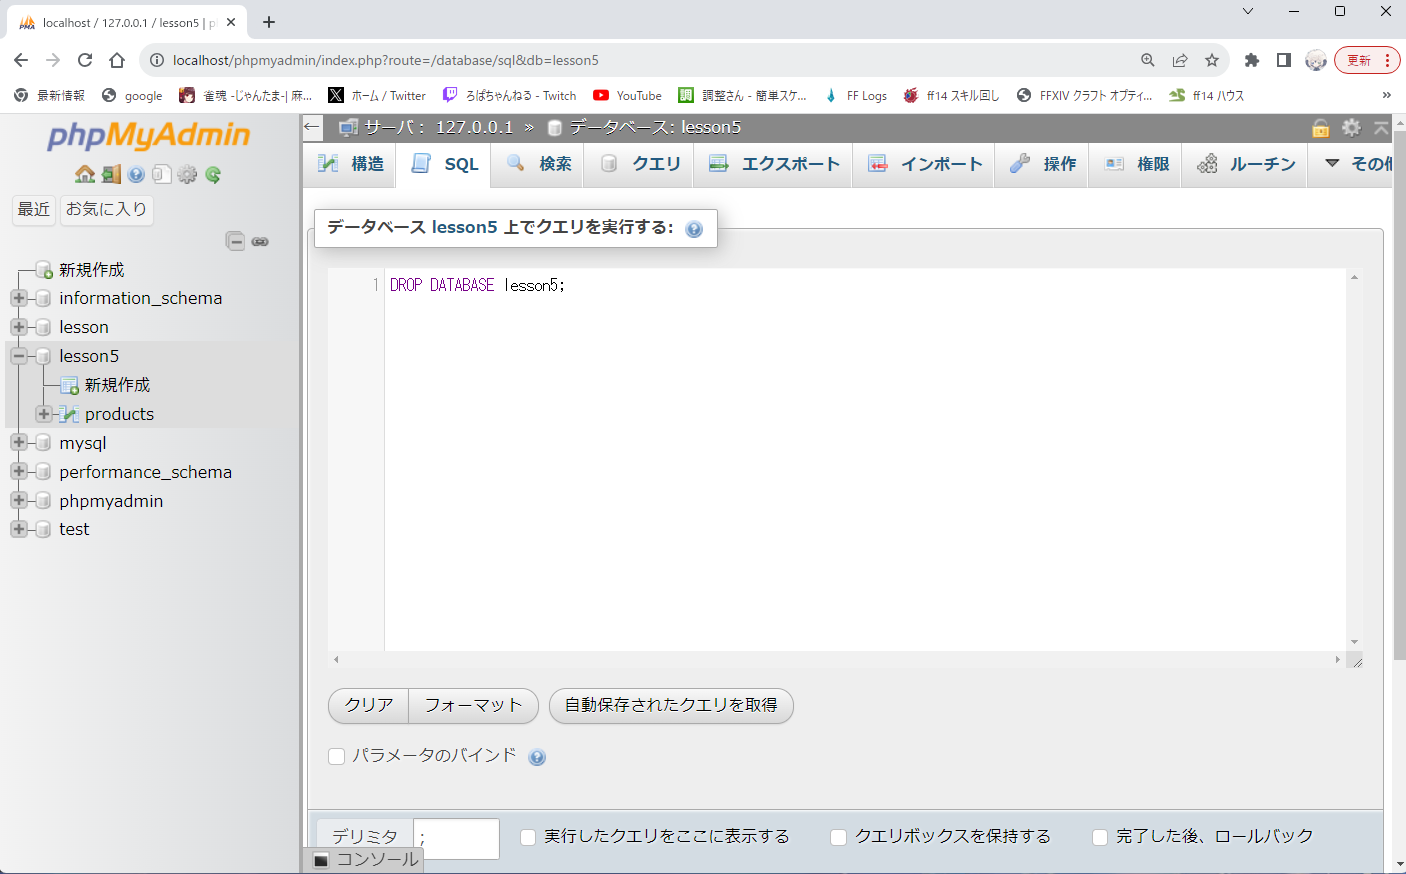 localhost / 127.0.0.1 / lesson5 | p
localhost/phpmyadmin/index.php?route=/database/sql&db=lesson5
更新
最新情報
google
雀魂 -じゃんたま-| 麻...
ホーム / Twitter
ろぱちゃんねる - Twitch
YouTube
調整さん - 簡単スケ...
FF Logs
ff14 スキル回し
FFXIV クラフト オプティ...
ff14 ハウス
»
phpMyAdmin
最近
お気に入り
新規作成
information_schema
lesson
lesson5
新規作成
products
mysql
performance_schema
phpmyadmin
test
サーバ： 127.0.0.1 » データベース: lesson5
構造
SQL
検索
クエリ
エクスポート
インポート
操作
権限
ルーチン
その他
データベース lesson5 上でクエリを実行する:
1 DROP DATABASE lesson5;
クリア
フォーマット
自動保存されたクエリを取得
パラメータのバインド
デリミタ
;
実行したクエリをここに表示する
クエリボックスを保持する
完了した後、ロールバック
コンソール